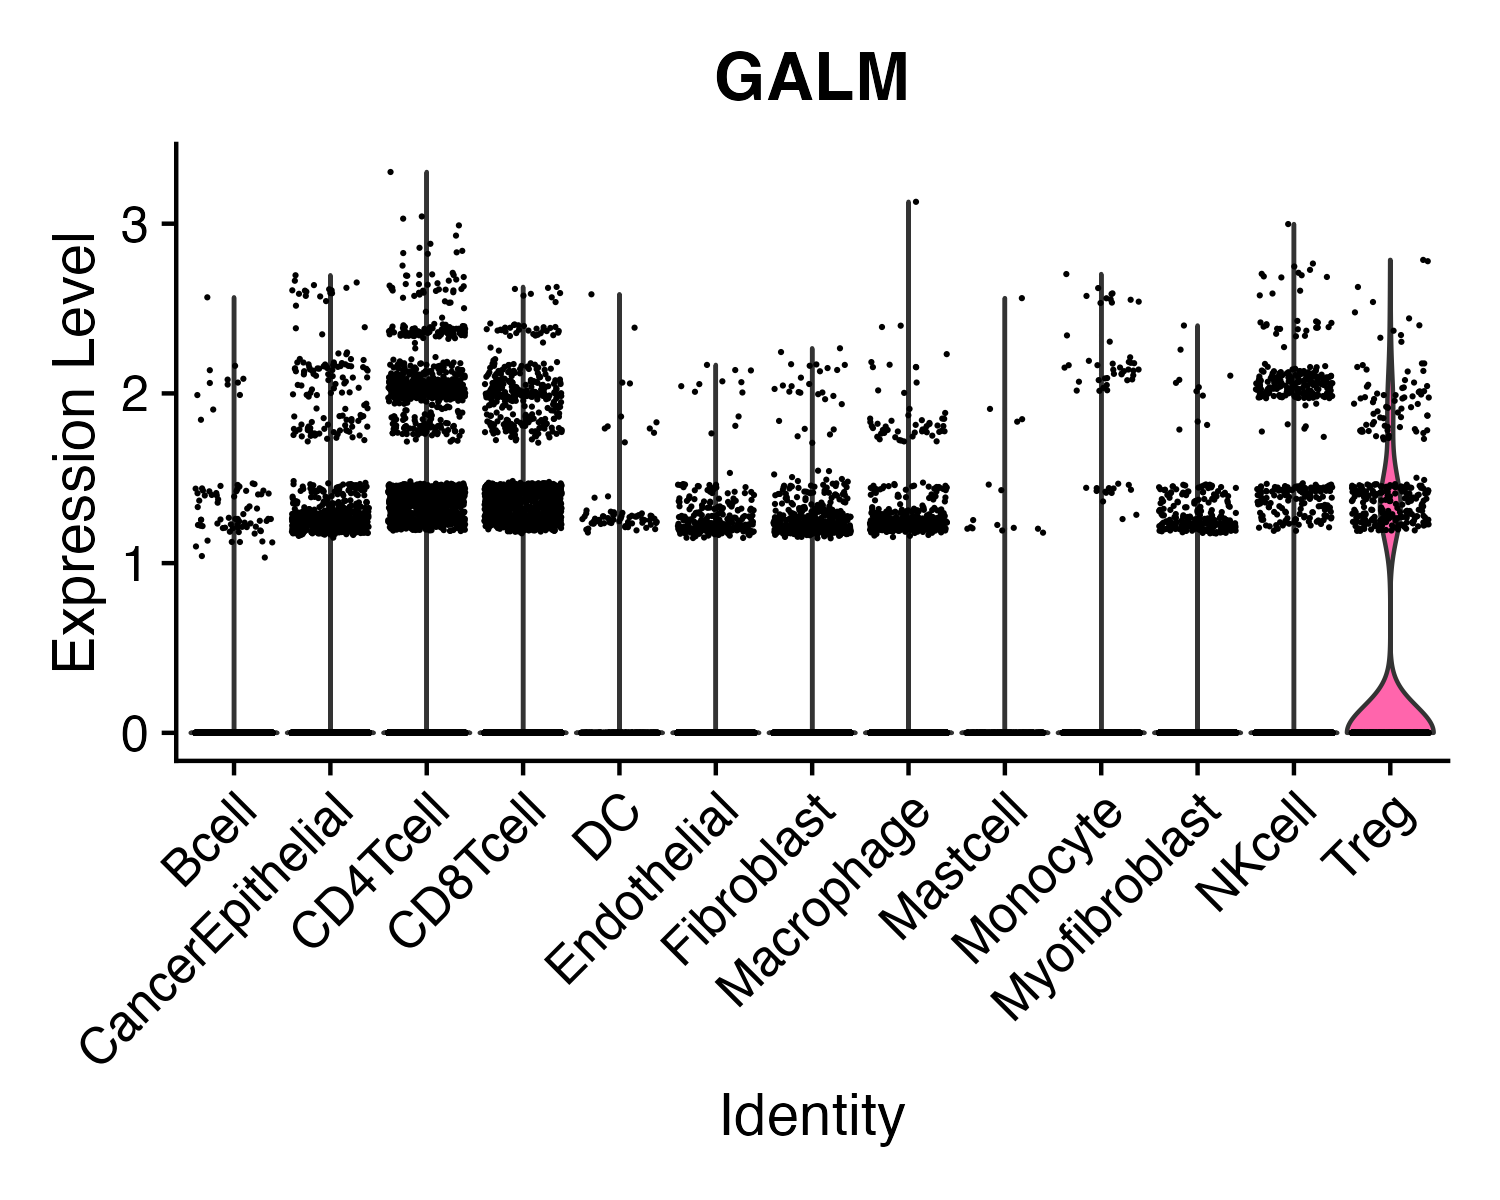 GALM
Expression Level
3
2
1
0
Bcell
CancerEpithelial
CD4Tcell
CD8Tcell
DC
Endothelial
Fibroblast
Macrophage
Mastcell
Monocyte
Myofibroblast
NKcell
Treg
Identity